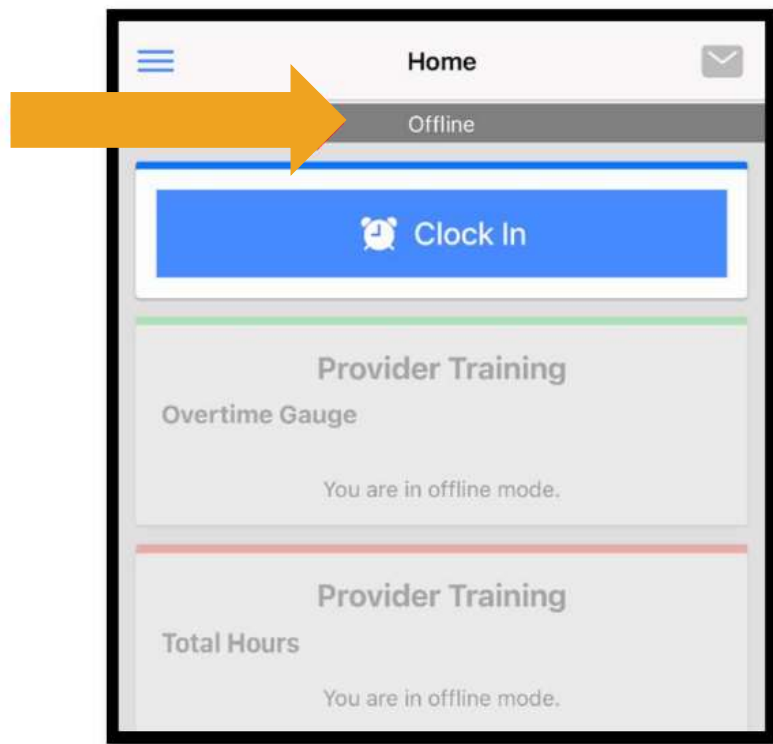 Home
Offline
Clock In
Provider Training
Overtime Gauge
You are in offline mode.
Provider Training
Total Hours
You are in offline mode.